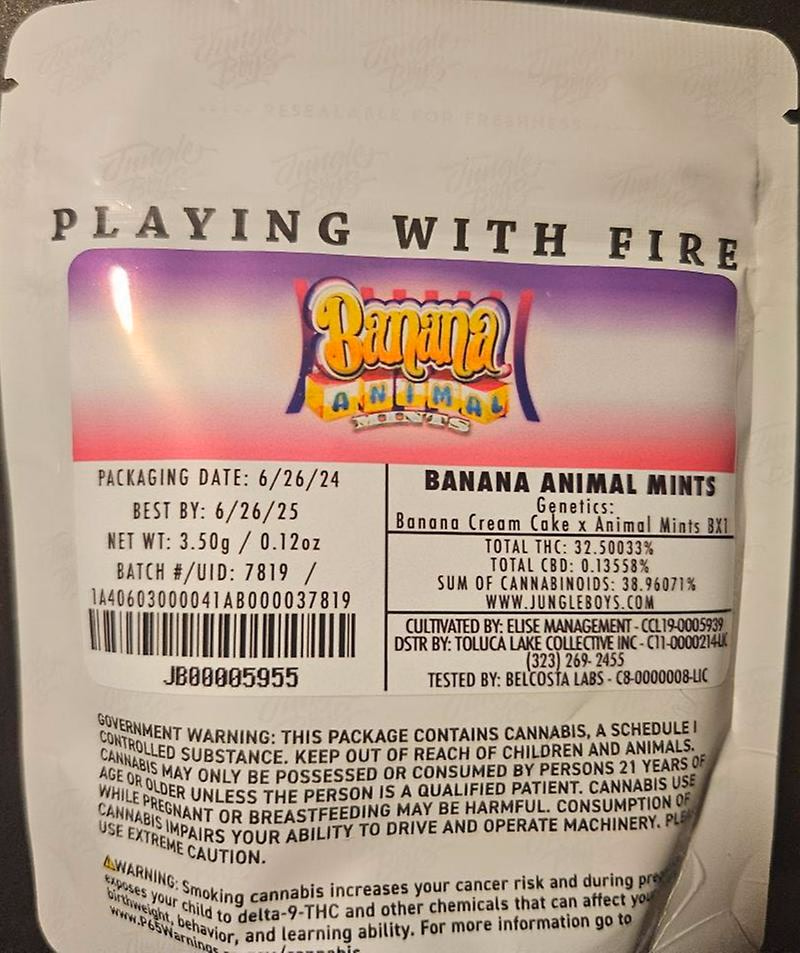 Jungle Boys
RESEALABLE FOR FRESHNESS
PLAYING WITH FIRE
Banana
ANIMAL
MINTS
PACKAGING DATE: 6/26/24
BEST BY: 6/26/25
NET WT: 3.50g / 0.12oz
BATCH #/UID: 7819 /
1A40603000041AB000037819
JB00005955
BANANA ANIMAL MINTS
Genetics:
Banana Cream Cake x Animal Mints BX1
TOTAL THC: 32.50033%
TOTAL CBD: 0.13558%
SUM OF CANNABINOIDS: 38.96071%
WWW.JUNGLEBOYS.COM
CULTIVATED BY: ELISE MANAGEMENT - CCL19-0005939
DSTR BY: TOLUCA LAKE COLLECTIVE INC - C11-0000214-LIC
(323) 269- 2455
TESTED BY: BELCOSTA LABS - C8-0000008-LIC
GOVERNMENT WARNING: THIS PACKAGE CONTAINS CANNABIS, A SCHEDULE I
CONTROLLED SUBSTANCE. KEEP OUT OF REACH OF CHILDREN AND ANIMALS.
CANNABIS MAY ONLY BE POSSESSED OR CONSUMED BY PERSONS 21 YEARS OF
AGE OR OLDER UNLESS THE PERSON IS A QUALIFIED PATIENT. CANNABIS USE
WHILE PREGNANT OR BREASTFEEDING MAY BE HARMFUL. CONSUMPTION OF
CANNABIS IMPAIRS YOUR ABILITY TO DRIVE AND OPERATE MACHINERY.
USE EXTREME CAUTION.
⚠WARNING: Smoking cannabis increases your cancer risk and during
exposes your child to delta-9-THC and other chemicals that can affect
birthweight, behavior, and learning ability. For more information go to
www.P65Warnings